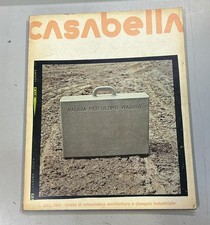 casabella
VALIGIA PER L'ULTIMO VIAGGIO
rivista di urbanistica architettura e disegno industriale